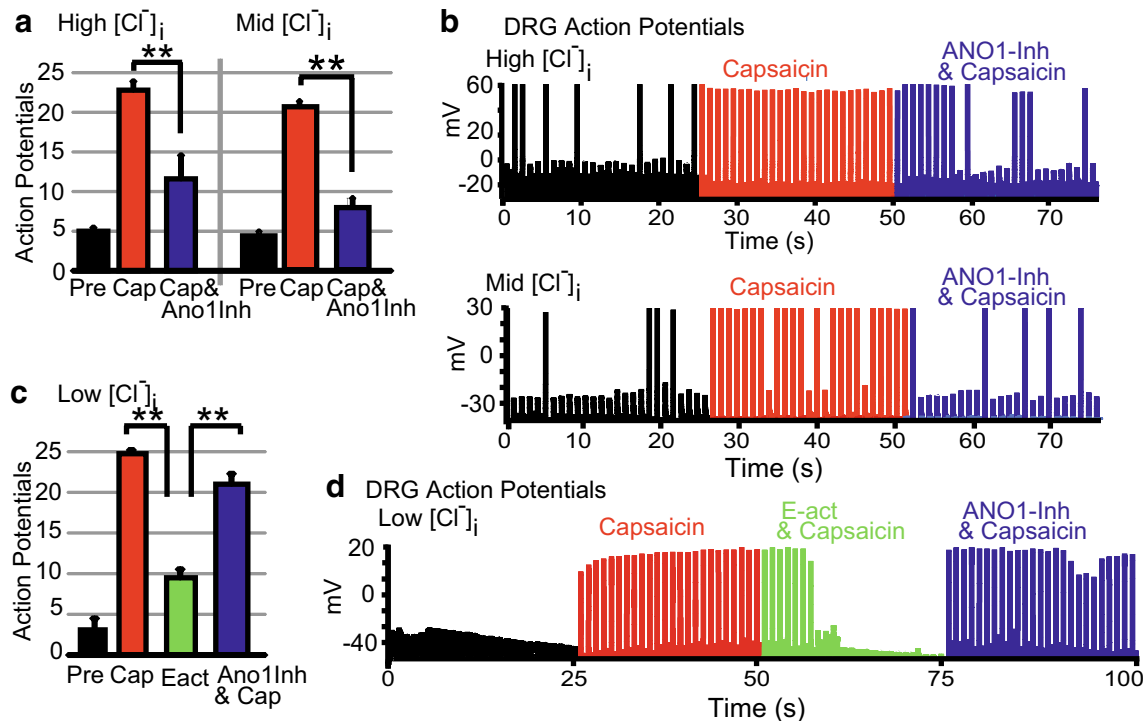 a
High [Cl⁻]i
Mid [Cl⁻]i
**
**
Action Potentials
25
20
15
10
5
0
Pre Cap Cap& Ano1Inh
Pre Cap Cap& Ano1Inh
b
DRG Action Potentials
High [Cl⁻]i
Capsaicin
ANO1-Inh
& Capsaicin
mV
60
0
-20
0 10 20 30 40 50 60 70
Time (s)
Mid [Cl⁻]i
Capsaicin
ANO1-Inh
& Capsaicin
mV
30
0
-30
0 10 20 30 40 50 60 70
Time (s)
c
Low [Cl⁻]i
** **
Action Potentials
25
20
15
10
5
0
Pre Cap Eact Ano1Inh
& Cap
d
DRG Action Potentials
Low [Cl⁻]i
Capsaicin
E-act
& Capsaicin
ANO1-Inh
& Capsaicin
mV
20
0
-40
0 25 50 75 100
Time (s)